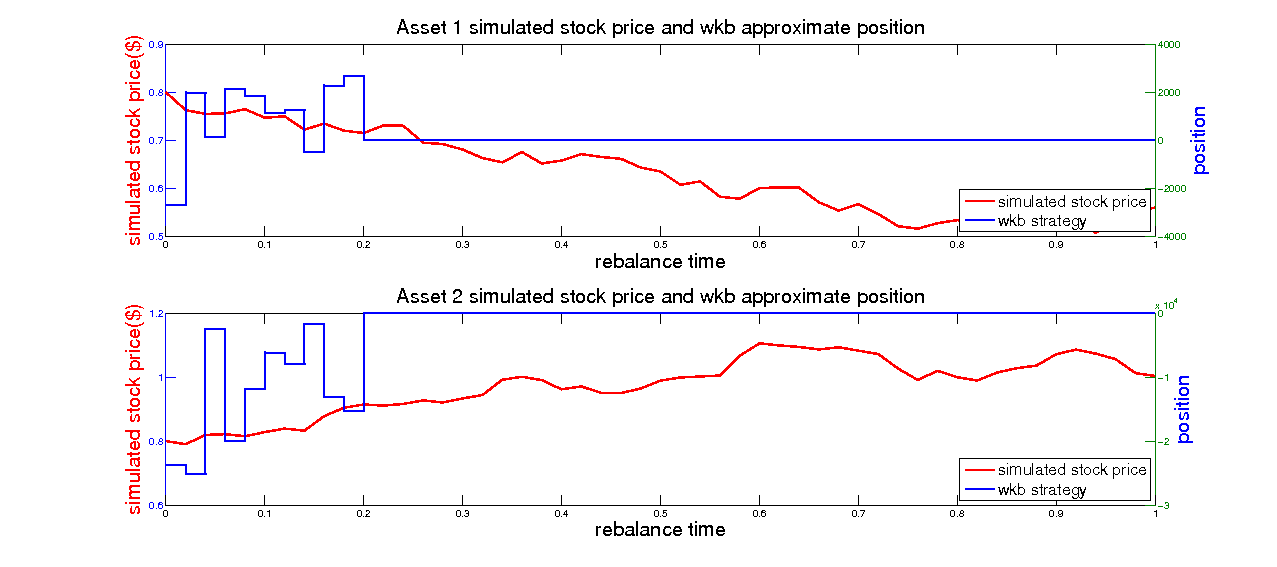 Asset 1 simulated stock price and wkb approximate position
simulated stock price($)
0.9
0.8
0.7
0.6
0.5
4000
2000
0
−2000
−4000
position
simulated stock price
wkb strategy
0 0.1 0.2 0.3 0.4 0.5 0.6 0.7 0.8 0.9 1
rebalance time
Asset 2 simulated stock price and wkb approximate position
simulated stock price($)
1.2
1
0.8
0.6
x 10^4
0
−1
−2
−3
position
simulated stock price
wkb strategy
0 0.1 0.2 0.3 0.4 0.5 0.6 0.7 0.8 0.9 1
rebalance time